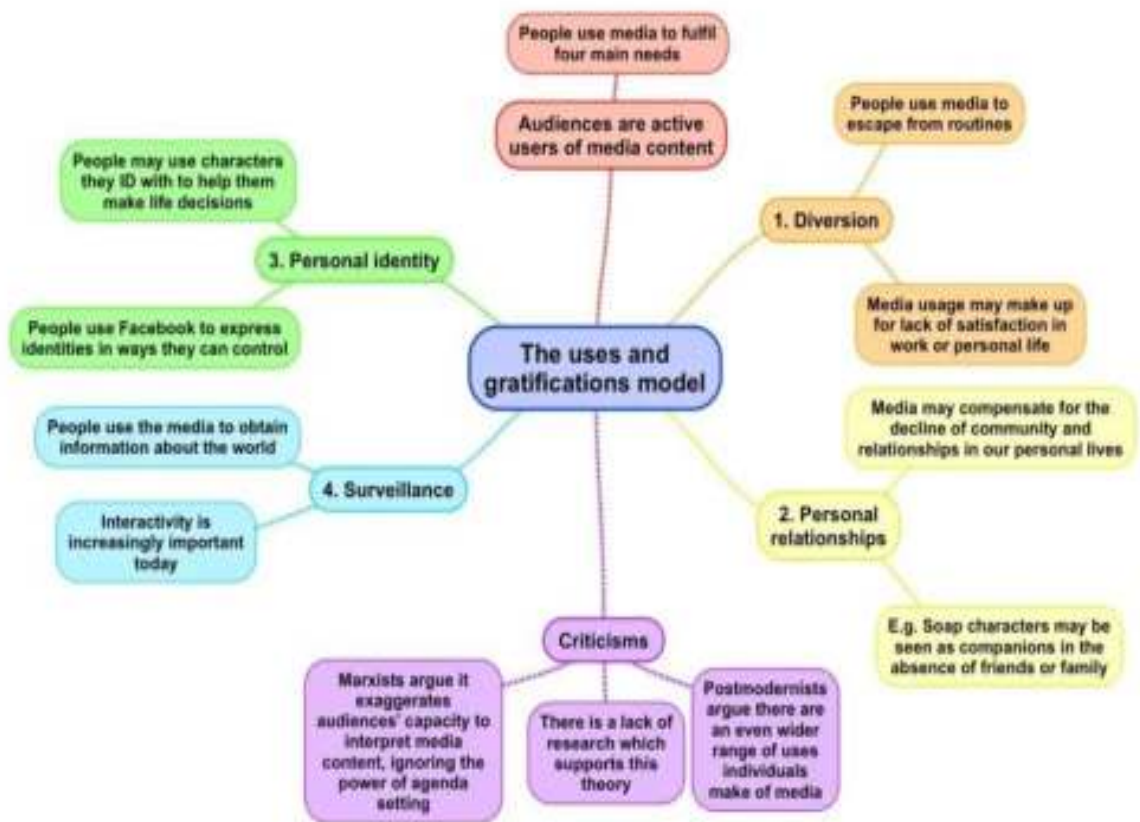 People use media to fulfil
four main needs
Audiences are active
users of media content
People use media to
escape from routines
1. Diversion
Media usage may make up
for lack of satisfaction in
work or personal life
People may use characters
they ID with to help them
make life decisions
3. Personal identity
People use Facebook to express
identities in ways they can control
The uses and
gratifications model
Media may compensate for the
decline of community and
relationships in our personal lives
2. Personal
relationships
E.g. Soap characters may be
seen as companions in the
absence of friends or family
People use the media to obtain
information about the world
4. Surveillance
Interactivity is
increasingly important
today
Criticisms
Marxists argue it
exaggerates
audiences' capacity to
interpret media
content, ignoring the
power of agenda
setting
There is a lack of
research which
supports this
theory
Postmodernists
argue there are
an even wider
range of uses
individuals
make of media